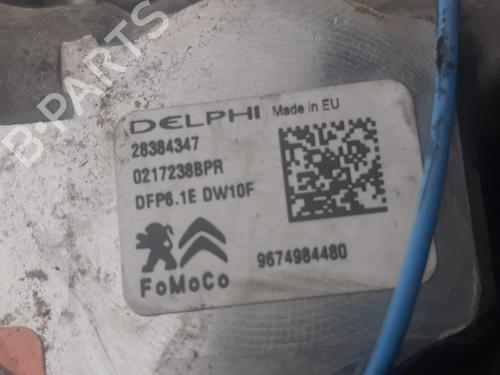 B-PARTS
DELPHI Made in EU
28384347
0217238BPR
DFP6.1E DW10F
FoMoCo
9674984480